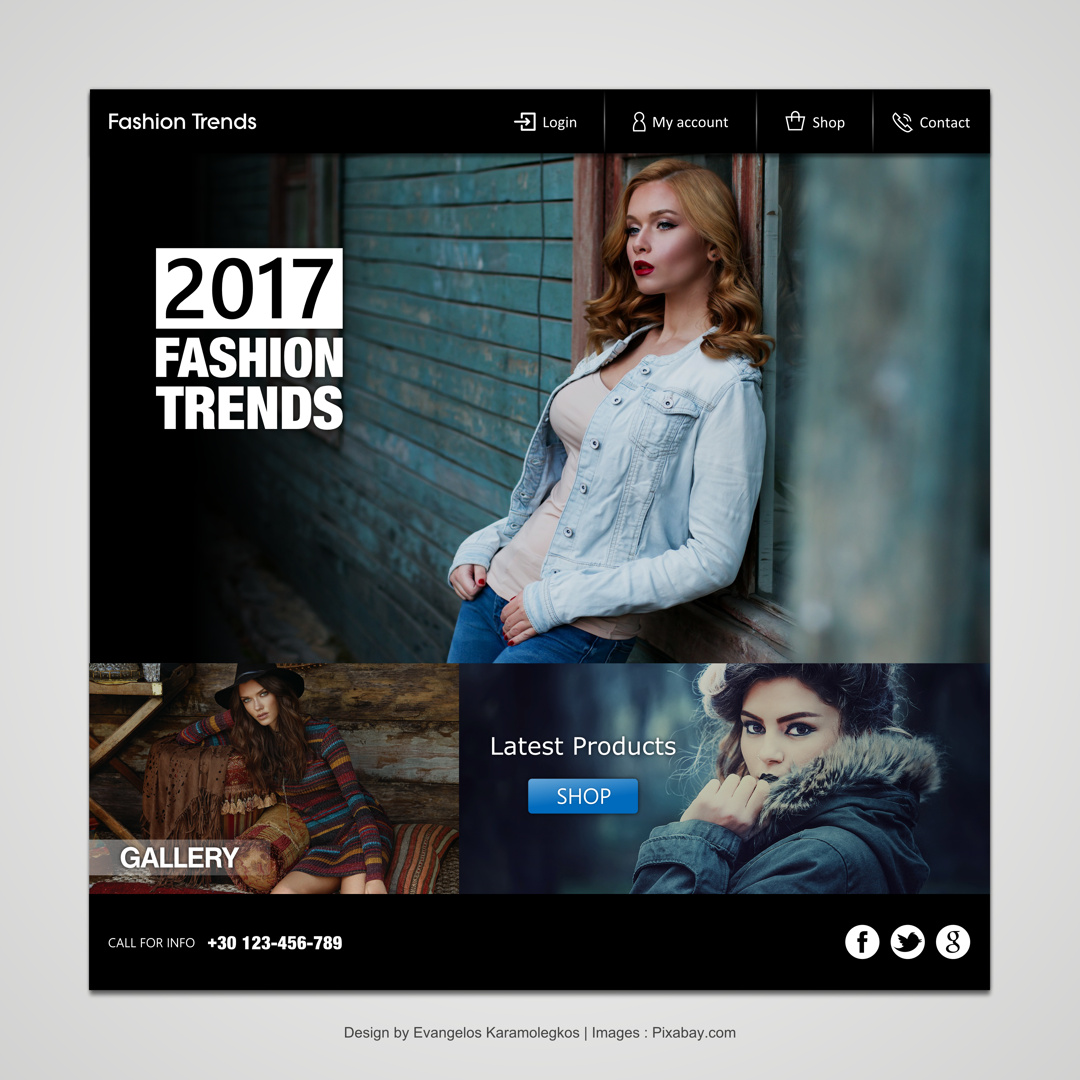 Fashion Trends
Login
My account
Shop
Contact
2017
FASHION
TRENDS
Latest Products
SHOP
GALLERY
CALL FOR INFO +30 123-456-789
Design by Evangelos Karamolegkos | Images : Pixabay.com